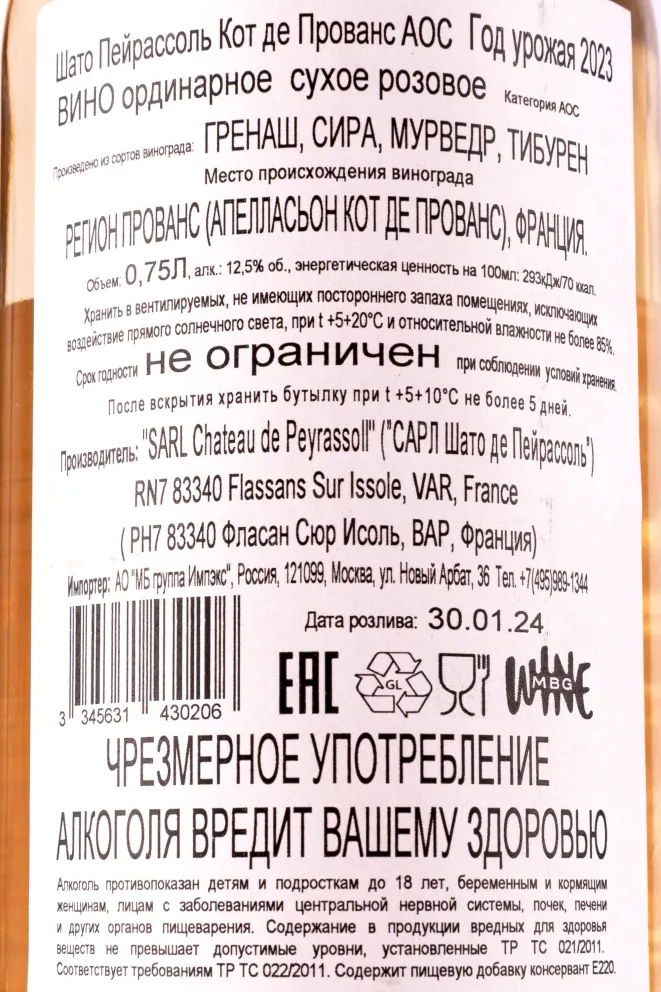 Шато Пейрассоль Кот де Прованс АОС Год урожая 2023
ВИНО ординарное сухое розовое Категория АОС
Произведено из сортов винограда: ГРЕНАШ, СИРА, МУРВЕДР, ТИБУРЕН
Место происхождения винограда
РЕГИОН ПРОВАНС (АПЕЛЛАСЬОН КОТ ДЕ ПРОВАНС), ФРАНЦИЯ.
Объем: 0,75Л, алк.: 12,5% об., энергетическая ценность на 100мл: 293кДж/70 ккал.
Хранить в вентилируемых, не имеющих постороннего запаха помещениях, исключающих
воздействие прямого солнечного света, при t +5+20°С и относительной влажности не более 85%.
Срок годности не ограничен при соблюдении условий хранения.
После вскрытия хранить бутылку при t +5+10°С не более 5 дней.
Производитель: "SARL Chateau de Peyrassoll" ("САРЛ Шато де Пейрассоль")
RN7 83340 Flassans Sur Issole, VAR, France
( РН7 83340 Фласан Сюр Исоль, ВАР, Франция)
Импортер: АО "МБ группа Импэкс", Россия, 121099, Москва, ул. Новый Арбат, 36 Тел. +7(495)989-1344
Дата розлива: 30.01.24
EAC GL WINE MBG
3 345631 430206
ЧРЕЗМЕРНОЕ УПОТРЕБЛЕНИЕ
АЛКОГОЛЯ ВРЕДИТ ВАШЕМУ ЗДОРОВЬЮ
Алкоголь противопоказан детям и подросткам до 18 лет, беременным и кормящим
женщинам, лицам с заболеваниями центральной нервной системы, почек, печени
и других органов пищеварения. Содержание в продукции вредных для здоровья
веществ не превышает допустимые уровни, установленные ТР ТС 021/2011.
Соответствует требованиям ТР ТС 022/2011. Содержит пищевую добавку консервант Е220.